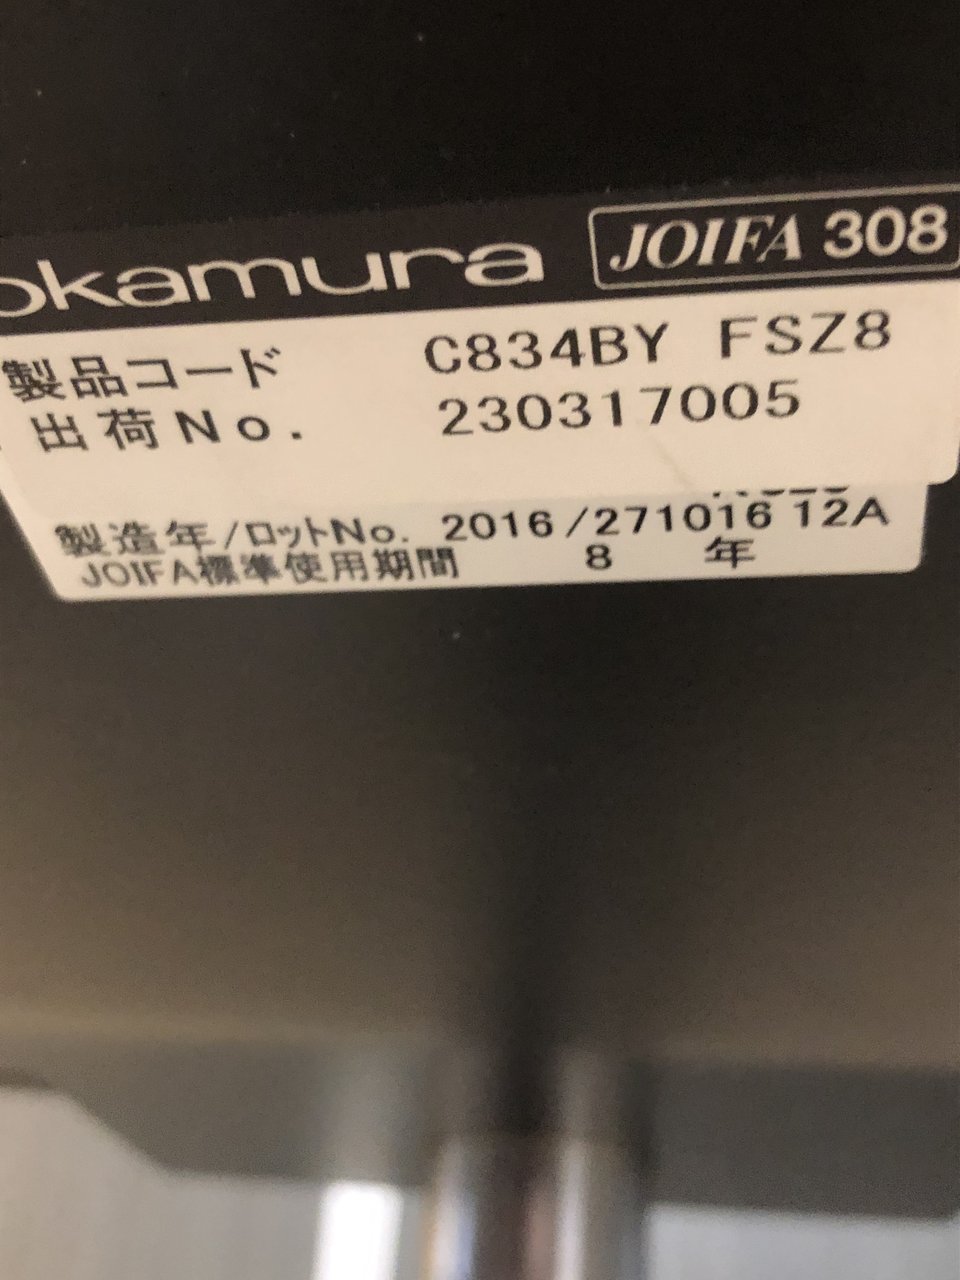 okamura JOIFA 308
製品コード C834BY FSZ8
出荷No. 230317005
製造年/ロットNo. 2016/271016 12A
JOIFA標準使用期間 8 年